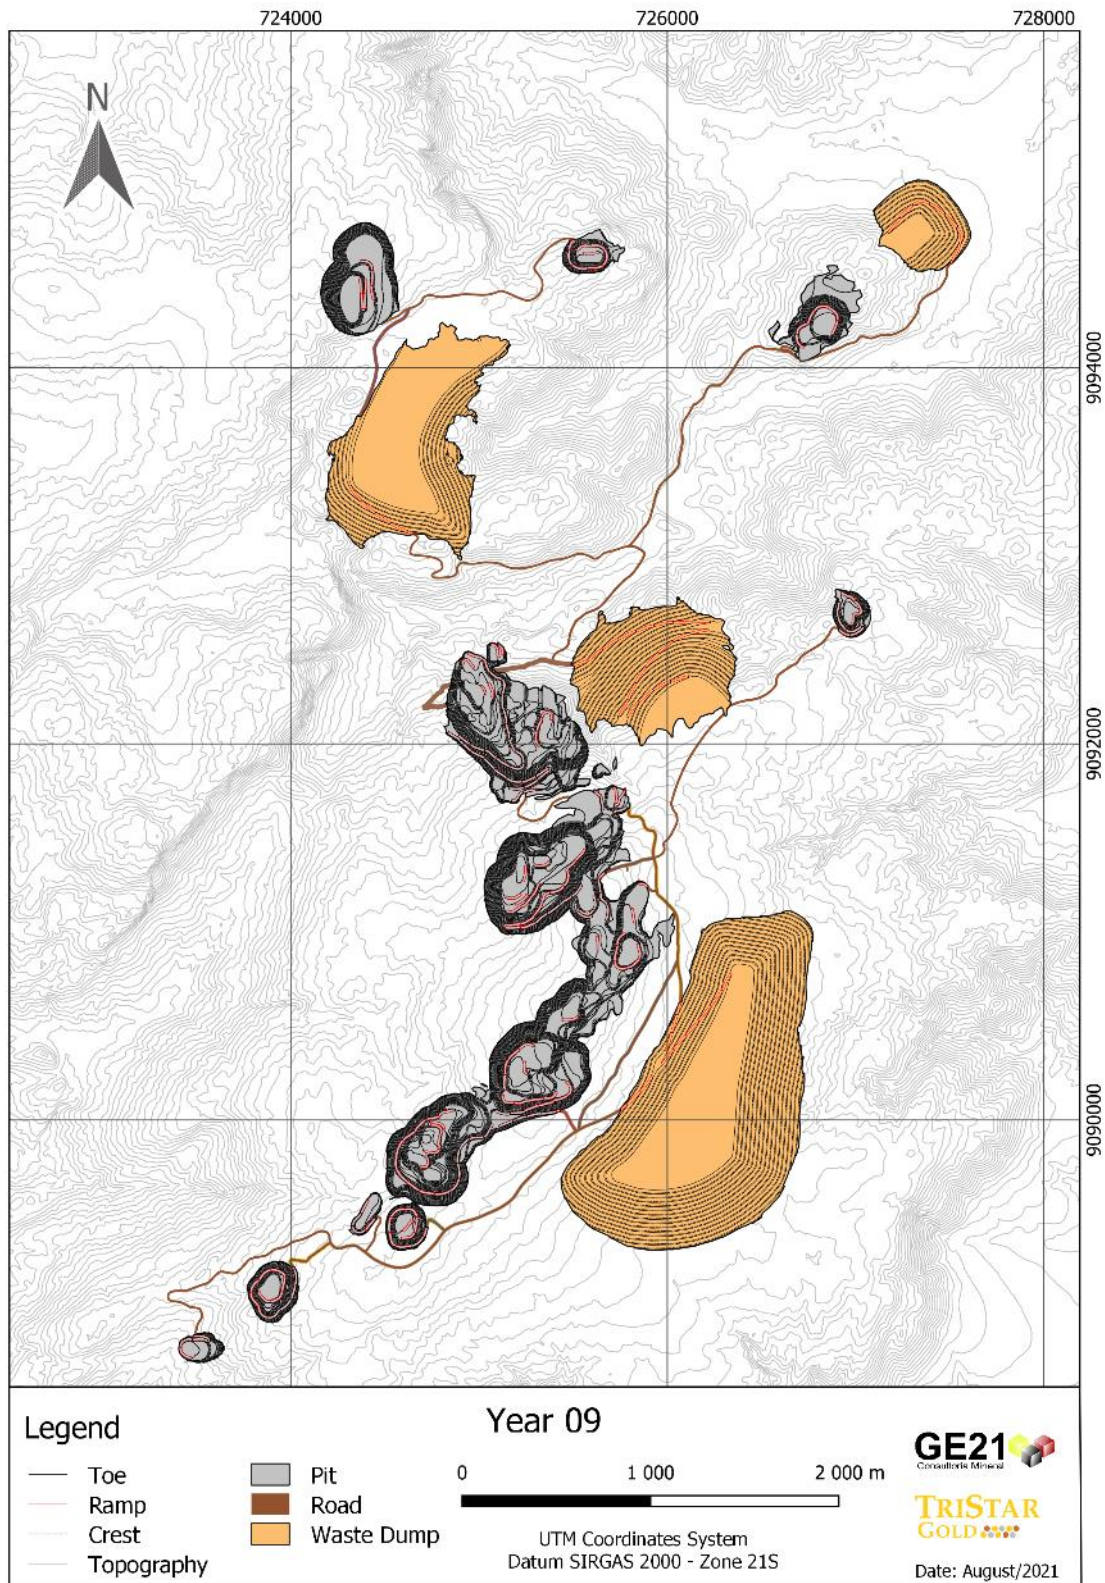 724000 726000 728000
N
9094000
9092000
9090000
Legend
Toe
Ramp
Crest
Topography
Pit
Road
Waste Dump
Year 09
0 1 000 2 000 m
UTM Coordinates System
Datum SIRGAS 2000 - Zone 21S
GE21
Consultoria Mineral
TRISTAR
GOLD
Date: August/2021